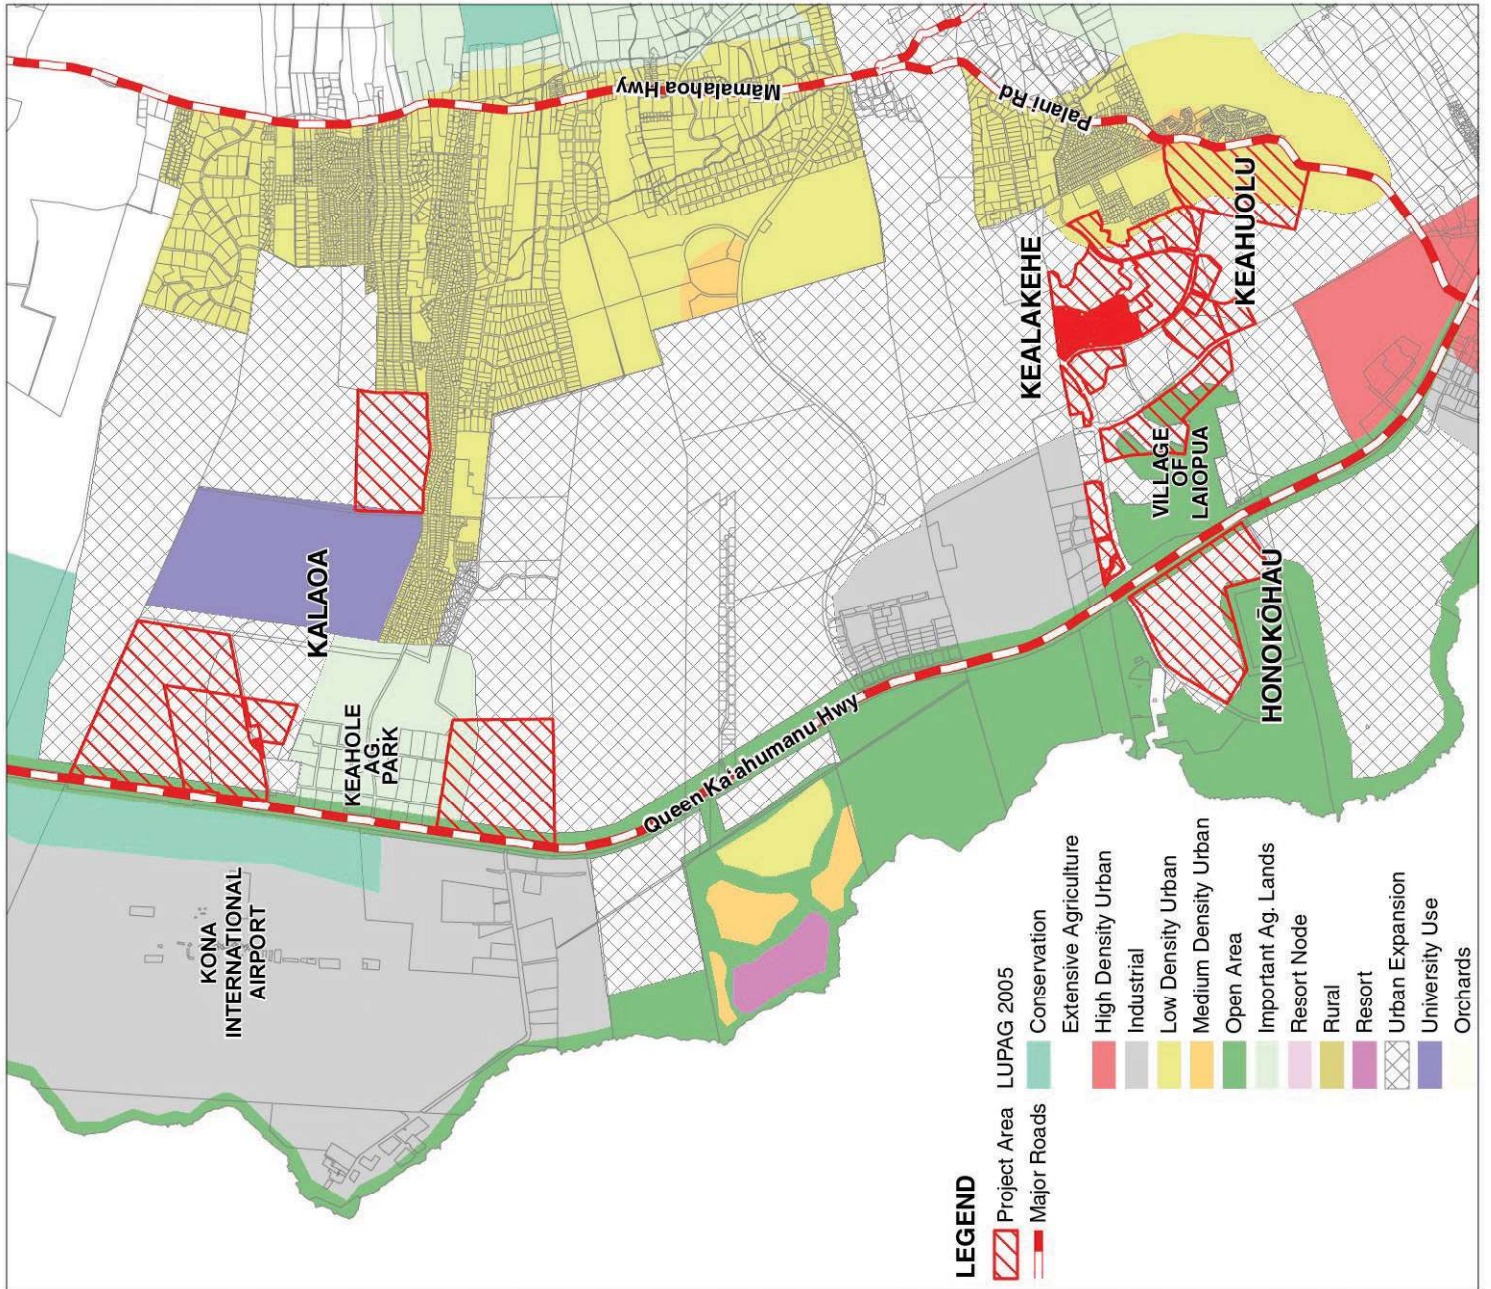 Māmalahoa Hwy
Palani Rd
KEALAKEHE
KEAHUOLU
KALAOA
VILLAGE
OF
LAIOPUA
HONOKŌHAU
KEAHOLE
AG.
PARK
Queen Kaʻahumanu Hwy
KONA
INTERNATIONAL
AIRPORT
LEGEND
Project Area
Major Roads
LUPAG 2005
Conservation
Extensive Agriculture
High Density Urban
Industrial
Low Density Urban
Medium Density Urban
Open Area
Important Ag. Lands
Resort Node
Rural
Resort
Urban Expansion
University Use
Orchards